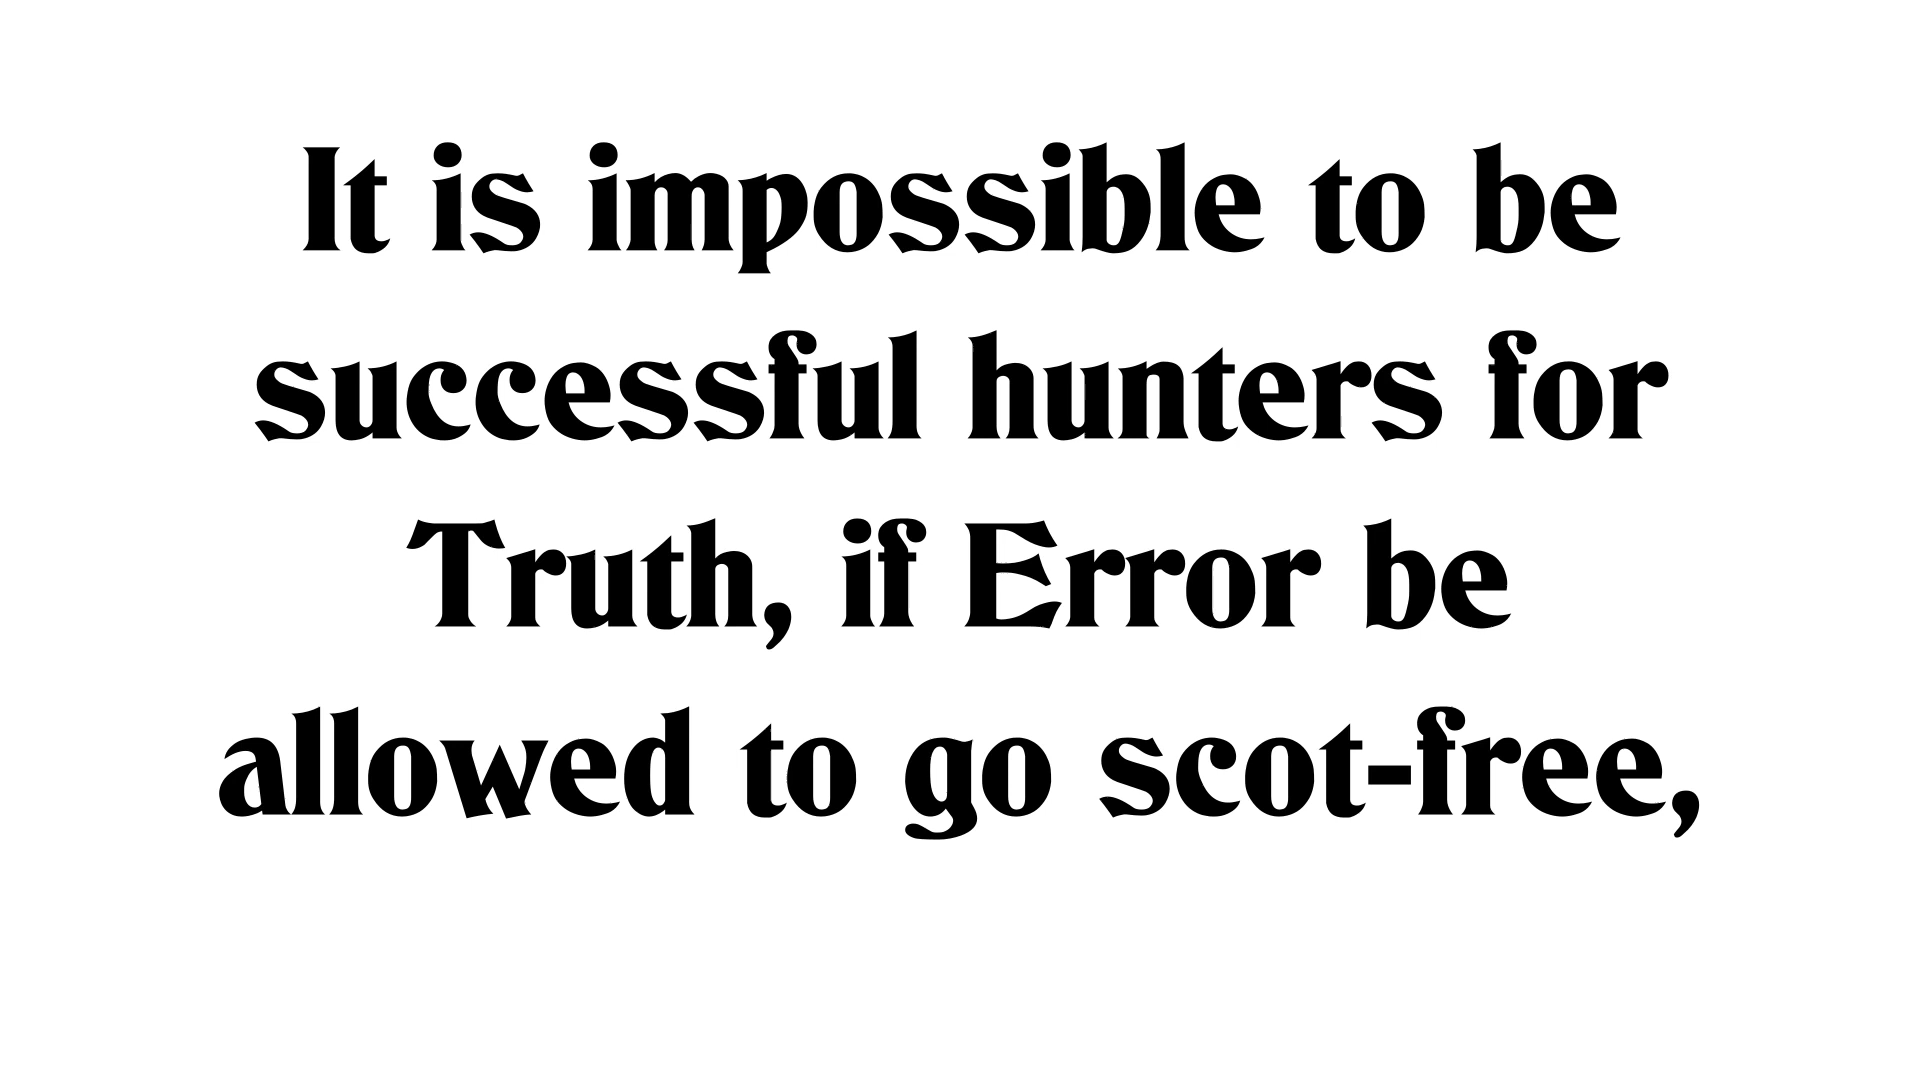 It is impossible to be
successful hunters for
Truth, if Error be
allowed to go scot-free,